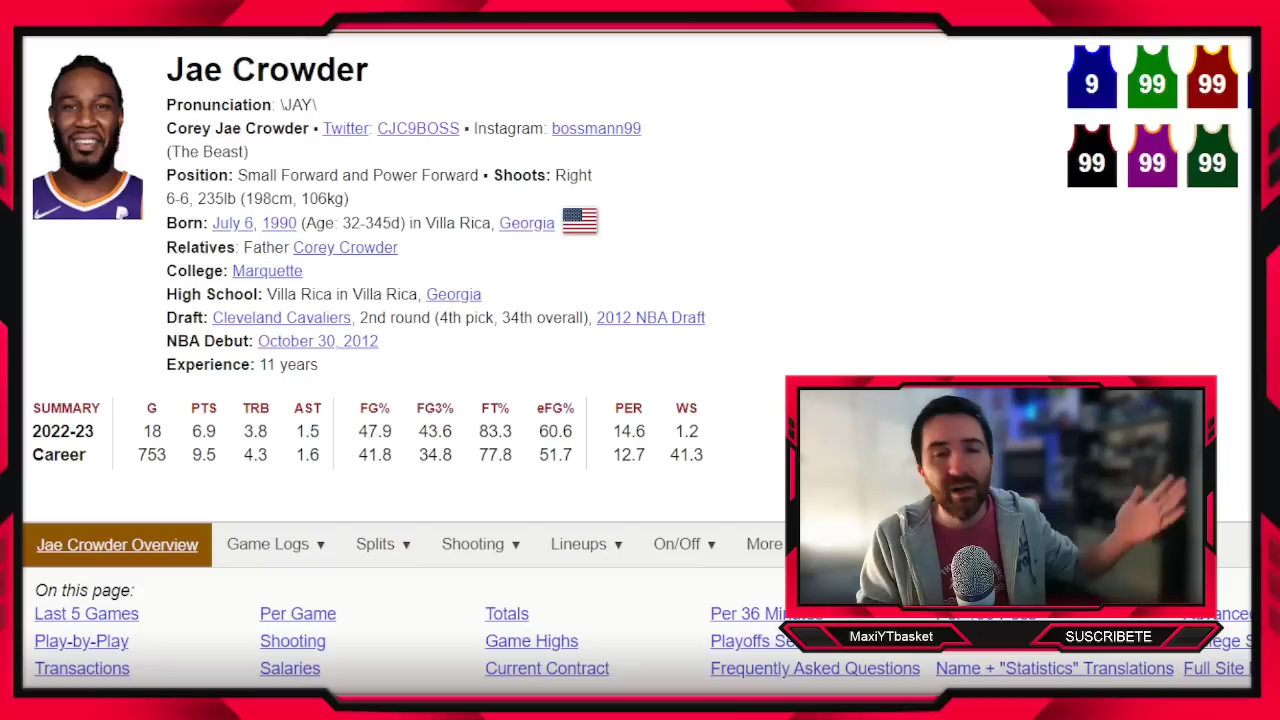 Jae Crowder
Pronunciation: \JAY\
Corey Jae Crowder ▪ Twitter: CJC9BOSS ▪ Instagram: bossmann99
(The Beast)
Position: Small Forward and Power Forward ▪ Shoots: Right
6-6, 235lb (198cm, 106kg)
Born: July 6, 1990 (Age: 32-345d) in Villa Rica, Georgia
Relatives: Father Corey Crowder
College: Marquette
High School: Villa Rica in Villa Rica, Georgia
Draft: Cleveland Cavaliers, 2nd round (4th pick, 34th overall), 2012 NBA Draft
NBA Debut: October 30, 2012
Experience: 11 years
9 99 99
99 99 99
SUMMARY G PTS TRB AST FG% FG3% FT% eFG% PER WS
2022-23 18 6.9 3.8 1.5 47.9 43.6 83.3 60.6 14.6 1.2
Career 753 9.5 4.3 1.6 41.8 34.8 77.8 51.7 12.7 41.3
Jae Crowder Overview Game Logs ▼ Splits ▼ Shooting ▼ Lineups ▼ On/Off ▼ More
On this page:
Last 5 Games Per Game Totals Per 36
Play-by-Play Shooting Game Highs Playoffs
Transactions Salaries Current Contract Frequently Asked Questions Name + "Statistics" Translations Full Site
MaxiYTbasket SUSCRIBETE